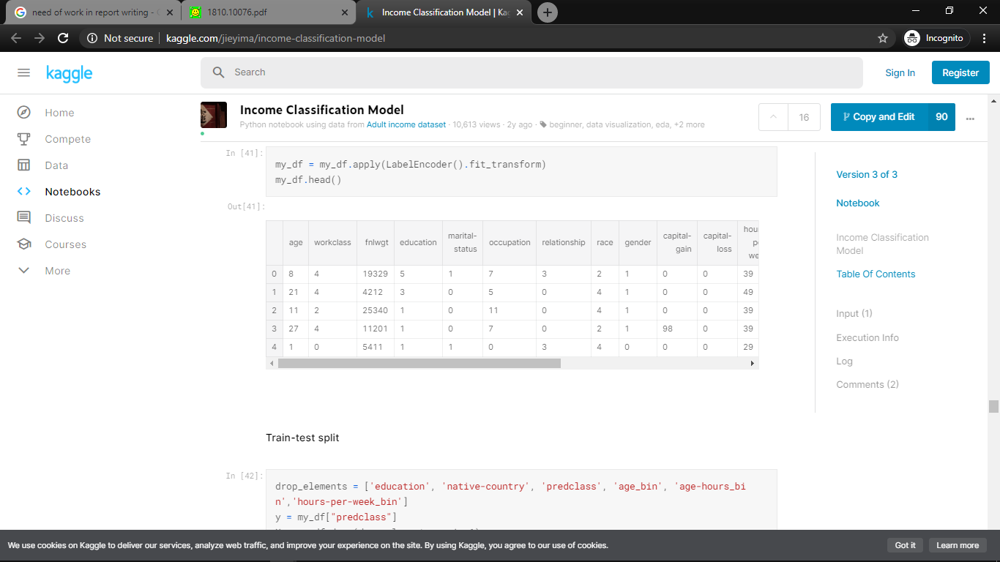 need of work in report writing -
1810.10076.pdf
Income Classification Model | Kag
Not secure | kaggle.com/jieyima/income-classification-model
Incognito
kaggle
Search
Sign In
Register
Home
Compete
Data
Notebooks
Discuss
Courses
More
Income Classification Model
Python notebook using data from Adult income dataset · 10,613 views · 2y ago · beginner, data visualization, eda, +2 more
16
Copy and Edit 90
In [41]:
my_df = my_df.apply(LabelEncoder().fit_transform)
my_df.head()
Out[41]:
age workclass fnlwgt education marital-status occupation relationship race gender capital-gain capital-loss hou pe we
0 8 4 19329 5 1 7 3 2 1 0 0 39
1 21 4 4212 3 0 5 0 4 1 0 0 49
2 11 2 25340 1 0 11 0 4 1 0 0 39
3 27 4 11201 1 0 7 0 2 1 98 0 39
4 1 0 5411 1 1 0 3 4 0 0 0 29
Train-test split
In [42]:
drop_elements = ['education', 'native-country', 'predclass', 'age_bin', 'age-hours_bi
n','hours-per-week_bin']
y = my_df["predclass"]
Version 3 of 3
Notebook
Income Classification
Model
Table Of Contents
Input (1)
Execution Info
Log
Comments (2)
We use cookies on Kaggle to deliver our services, analyze web traffic, and improve your experience on the site. By using Kaggle, you agree to our use of cookies.
Got it
Learn more